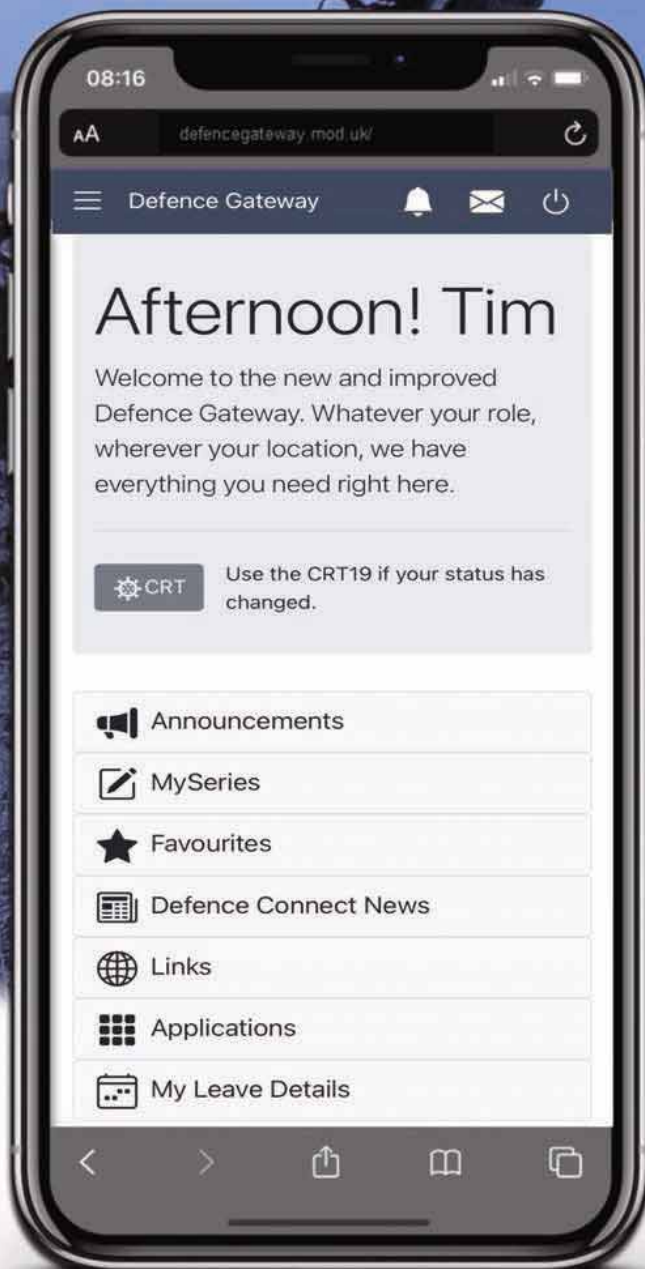 08:16
AA defencegateway.mod.uk/
Defence Gateway
Afternoon! Tim
Welcome to the new and improved
Defence Gateway. Whatever your role,
wherever your location, we have
everything you need right here.
CRT
Use the CRT19 if your status has
changed.
Announcements
MySeries
Favourites
Defence Connect News
Links
Applications
My Leave Details